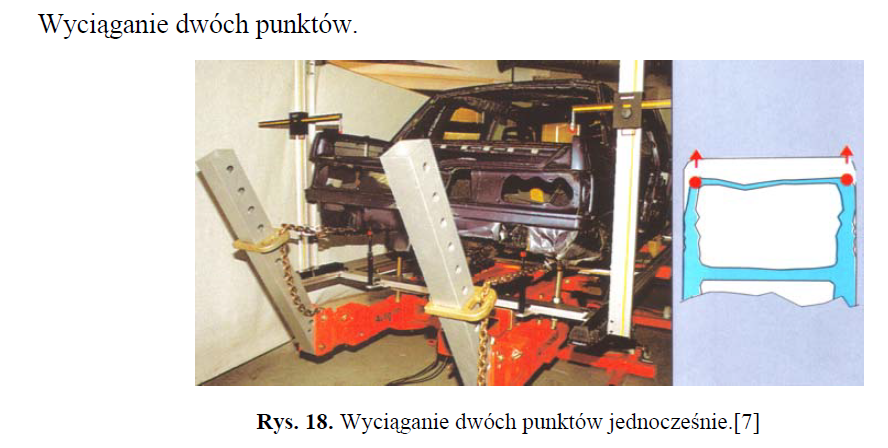 Wyciąganie dwóch punktów.
Rys. 18. Wyciąganie dwóch punktów jednocześnie.[7]